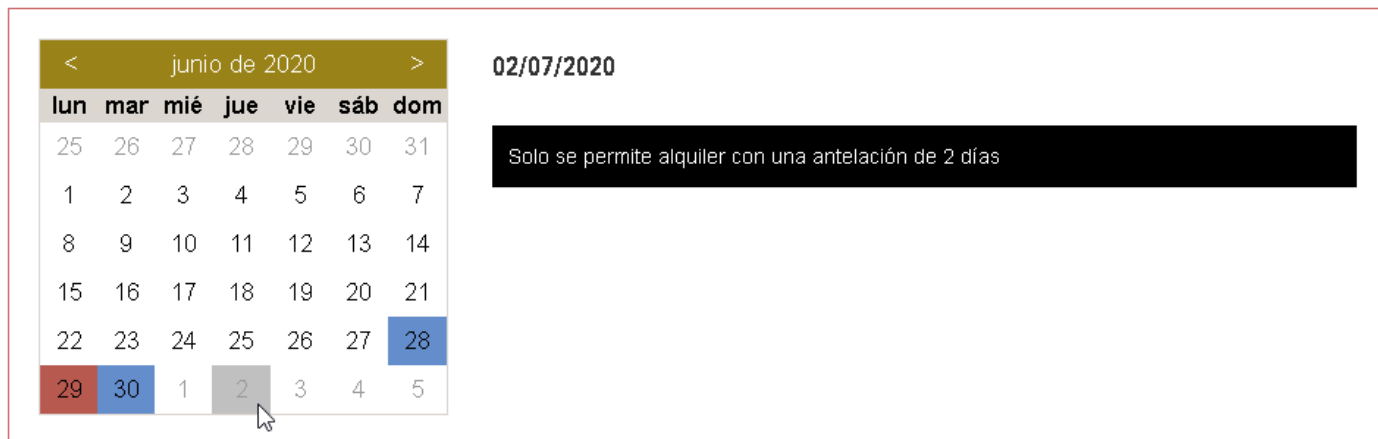 < junio de 2020 >
lun mar mié jue vie sáb dom
25 26 27 28 29 30 31
1 2 3 4 5 6 7
8 9 10 11 12 13 14
15 16 17 18 19 20 21
22 23 24 25 26 27 28
29 30 1 2 3 4 5
02/07/2020
Solo se permite alquiler con una antelación de 2 días